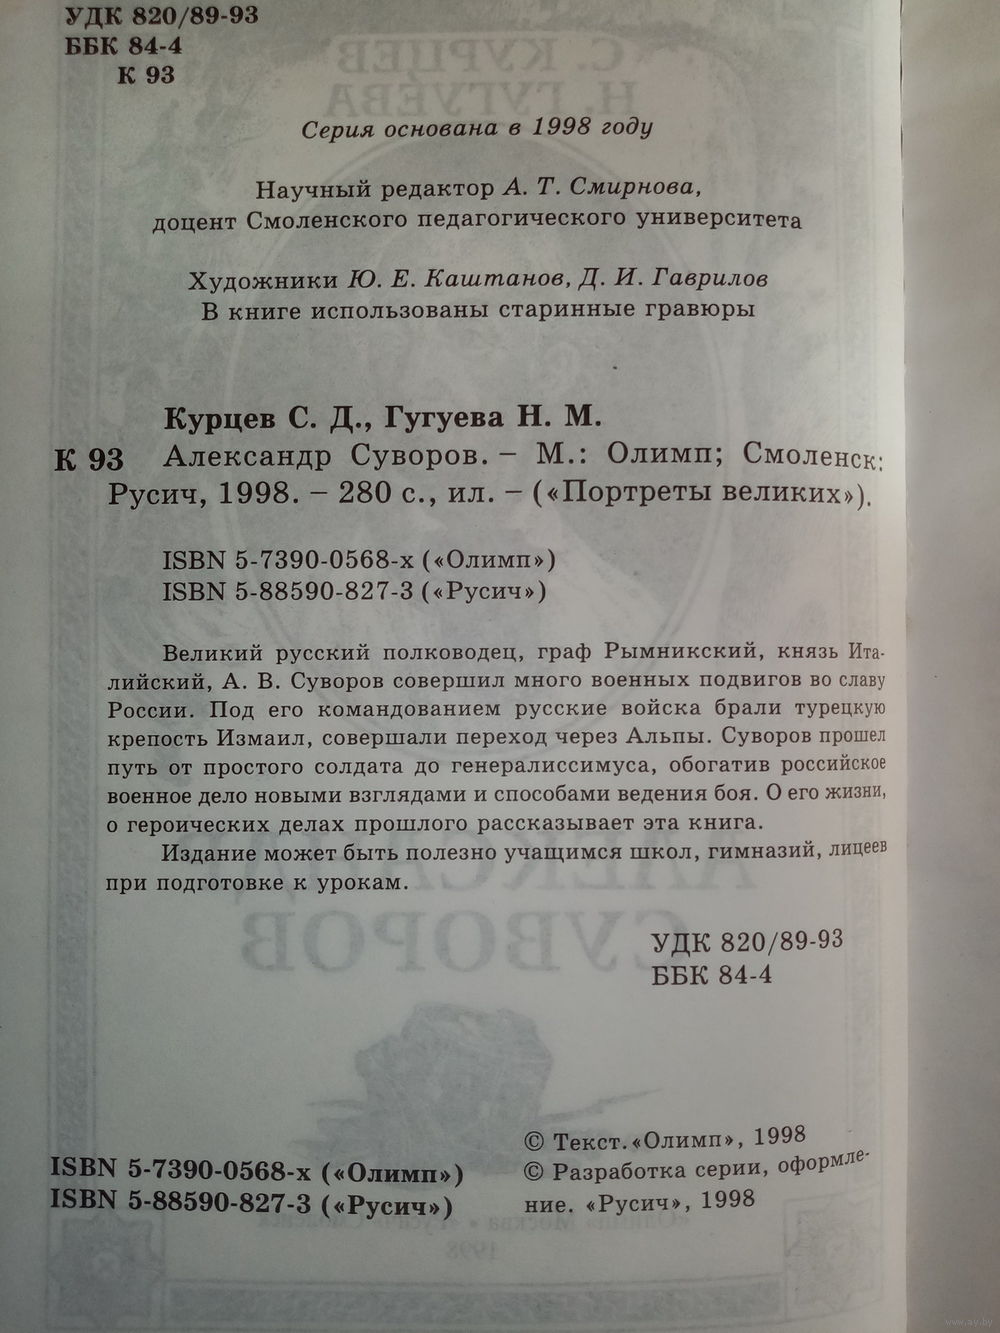 УДК 820/89-93
ББК 84-4
К 93
С. КУРЦЕВ
Н. ГУГУЕВА
Серия основана в 1998 году
Научный редактор А. Т. Смирнова,
доцент Смоленского педагогического университета
Художники Ю. Е. Каштанов, Д. И. Гаврилов
В книге использованы старинные гравюры
Курцев С. Д., Гугуева Н. М.
К 93 Александр Суворов. – М.: Олимп; Смоленск:
Русич, 1998. – 280 с., ил. – («Портреты великих»).
ISBN 5-7390-0568-х («Олимп»)
ISBN 5-88590-827-3 («Русич»)
Великий русский полководец, граф Рымникский, князь Ита-
лийский, А. В. Суворов совершил много военных подвигов во славу
России. Под его командованием русские войска брали турецкую
крепость Измаил, совершали переход через Альпы. Суворов прошел
путь от простого солдата до генералиссимуса, обогатив российское
военное дело новыми взглядами и способами ведения боя. О его жизни,
о героических делах прошлого рассказывает эта книга.
Издание может быть полезно учащимся школ, гимназий, лицеев
при подготовке к урокам.
СУВОРОВ
УДК 820/89-93
ББК 84-4
ISBN 5-7390-0568-х («Олимп»)
ISBN 5-88590-827-3 («Русич»)
© Текст. «Олимп», 1998
© Разработка серии, оформле-
ние. «Русич», 1998
1998
www.ay.by